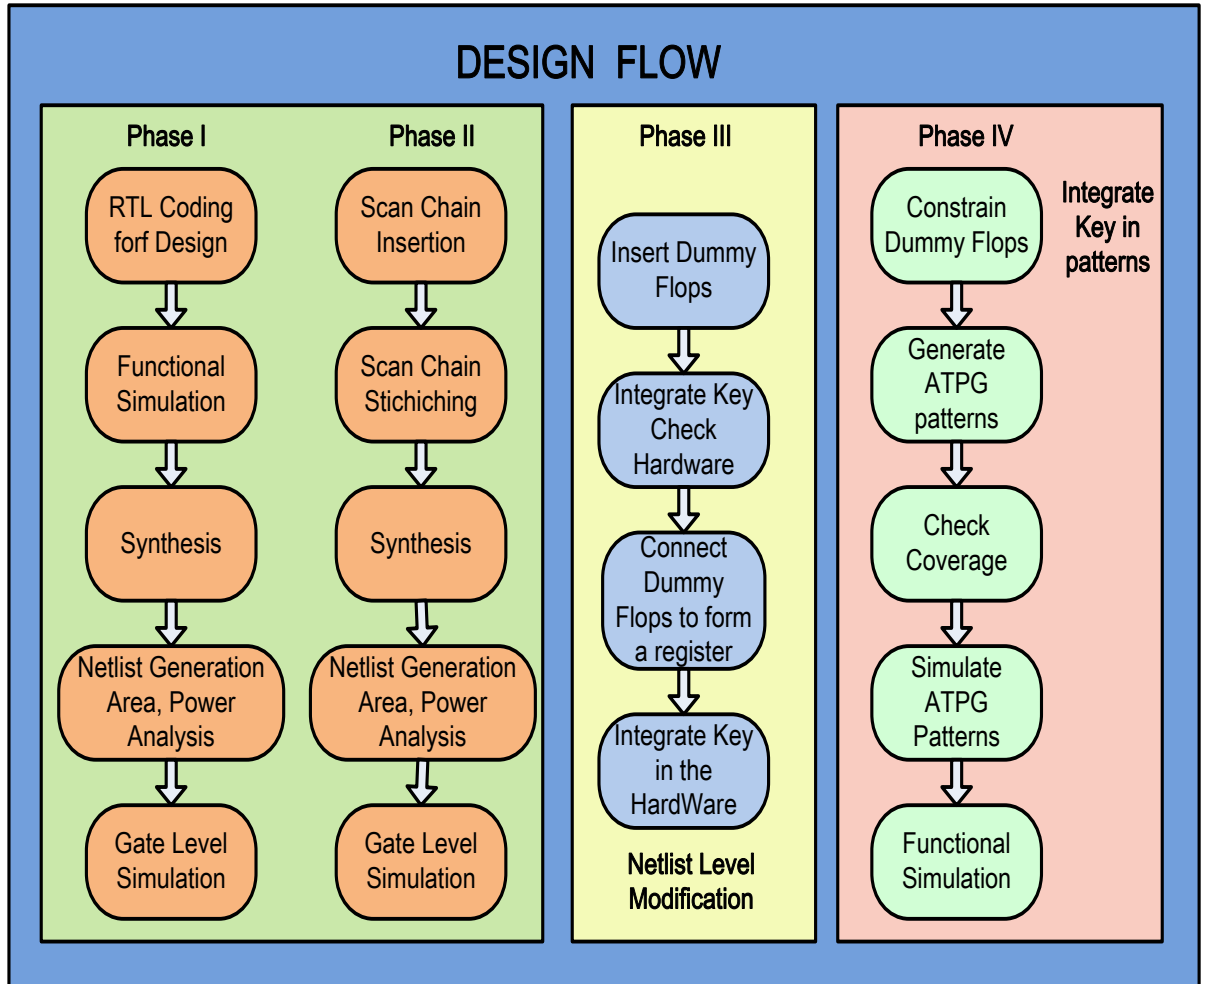 DESIGN FLOW
Phase I
RTL Coding
forf Design
Functional
Simulation
Synthesis
Netlist Generation
Area, Power
Analysis
Gate Level
Simulation
Phase II
Scan Chain
Insertion
Scan Chain
Stichiching
Synthesis
Netlist Generation
Area, Power
Analysis
Gate Level
Simulation
Phase III
Insert Dummy
Flops
Integrate Key
Check
Hardware
Connect
Dummy
Flops to form
a register
Integrate Key
in the
HardWare
Netlist Level
Modification
Phase IV
Integrate
Key in
patterns
Constrain
Dummy Flops
Generate
ATPG
patterns
Check
Coverage
Simulate
ATPG
Patterns
Functional
Simulation